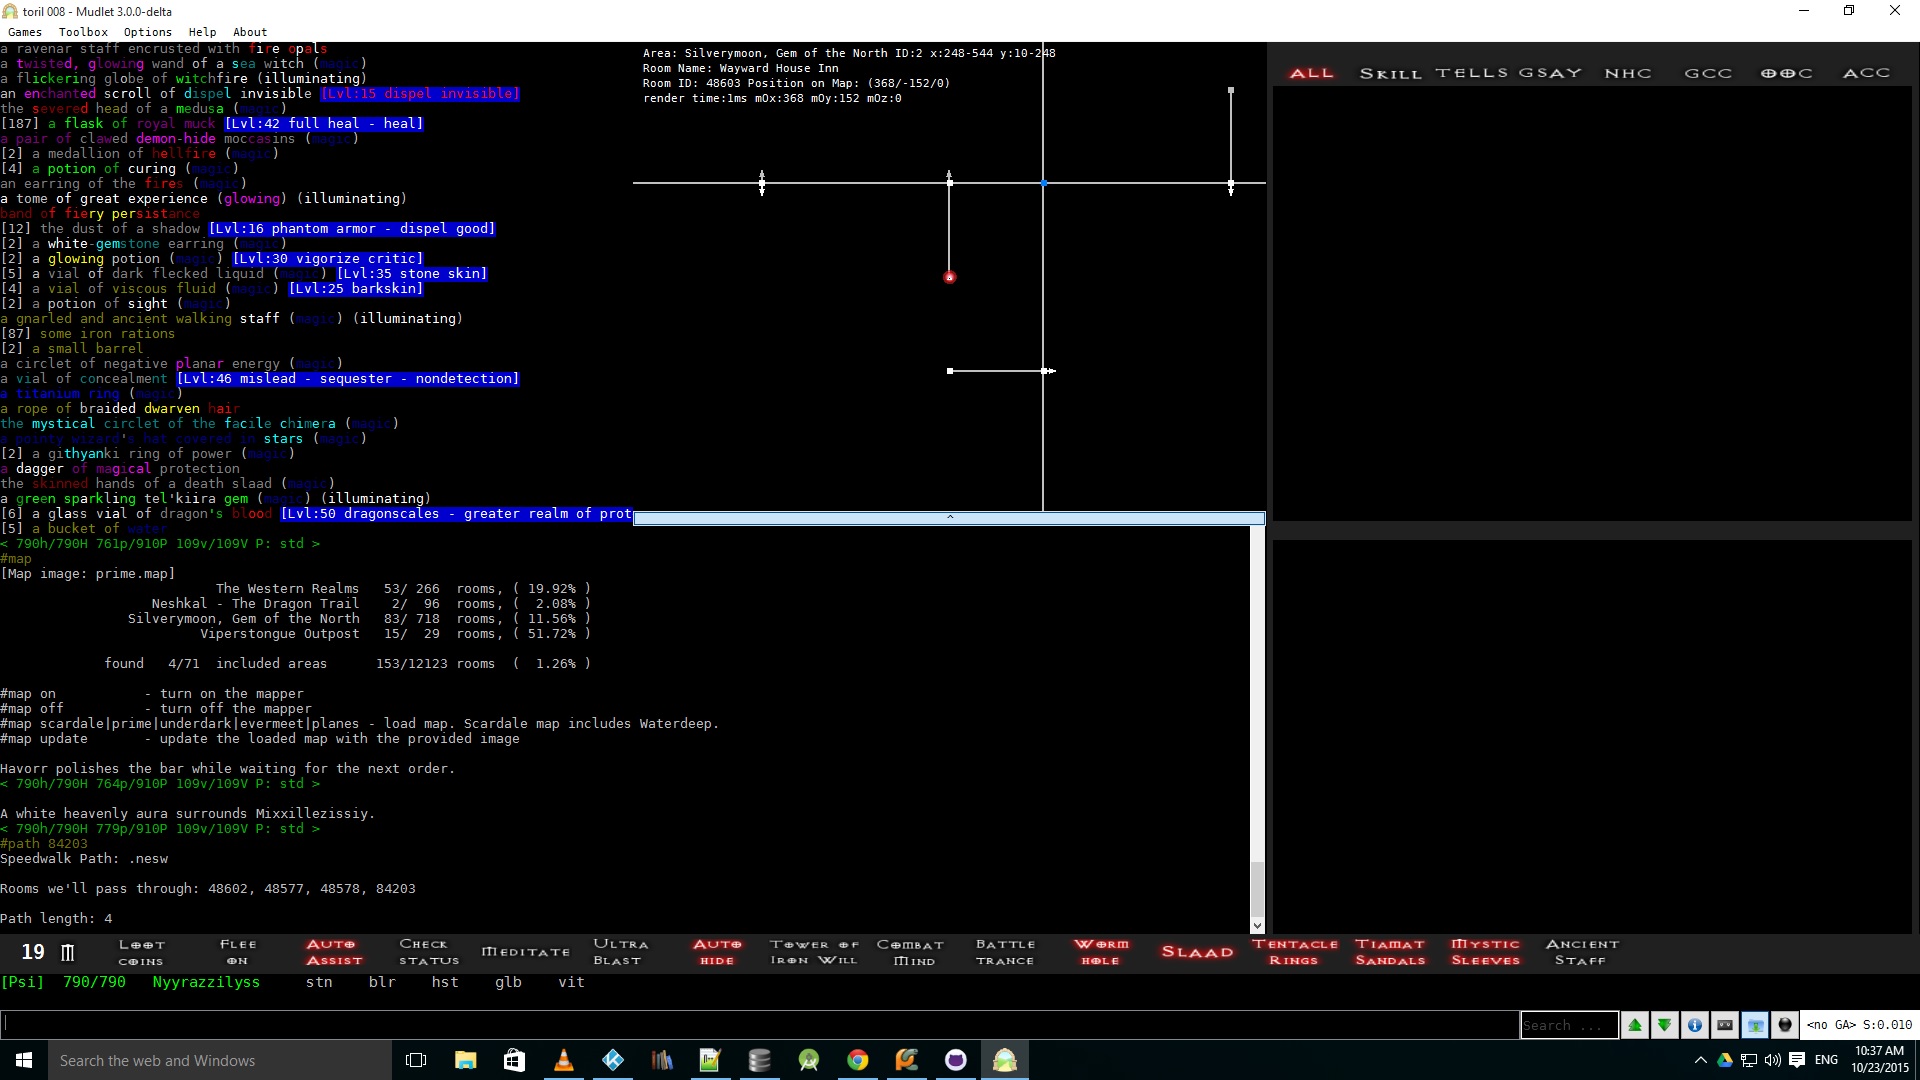 toril 008 - Mudlet 3.0.0-delta
Games Toolbox Options Help About
a ravenar staff encrusted with fire opals
a twisted, glowing wand of a sea witch (magic)
a flickering globe of witchfire (illuminating)
an enchanted scroll of dispel invisible [Lvl:15 dispel invisible]
the severed head of a medusa (magic)
[187] a flask of royal muck [Lvl:42 full heal - heal]
a pair of clawed demon-hide moccasins (magic)
[2] a medallion of hellfire (magic)
[4] a potion of curing (magic)
an earring of the fires (magic)
a tome of great experience (glowing) (illuminating)
band of fiery persistance
[12] the dust of a shadow [Lvl:16 phantom armor - dispel good]
[2] a white-gemstone earring (magic)
[2] a glowing potion (magic) [Lvl:30 vigorize critic]
[5] a vial of dark flecked liquid (magic) [Lvl:35 stone skin]
[4] a vial of viscous fluid (magic) [Lvl:25 barkskin]
[2] a potion of sight (magic)
a gnarled and ancient walking staff (magic) (illuminating)
[87] some iron rations
[2] a small barrel
a circlet of negative planar energy (magic)
a vial of concealment [Lvl:46 mislead - sequester - nondetection]
a titanium ring (magic)
a rope of braided dwarven hair
the mystical circlet of the facile chimera (magic)
a pointy wizard's hat covered in stars (magic)
[2] a githyanki ring of power (magic)
a dagger of magical protection
the skinned hands of a death slaad (magic)
a green sparkling tel'kiira gem (magic) (illuminating)
[6] a glass vial of dragon's blood [Lvl:50 dragonscales - greater realm of prot
[5] a bucket of water
< 790h/790H 761p/910P 109v/109V P: std >
#map
[Map image: prime.map]
The Western Realms 53/ 266 rooms, ( 19.92% )
Neshkal - The Dragon Trail 2/ 96 rooms, ( 2.08% )
Silverymoon, Gem of the North 83/ 718 rooms, ( 11.56% )
Viperstongue Outpost 15/ 29 rooms, ( 51.72% )
found 4/71 included areas 153/12123 rooms ( 1.26% )
#map on - turn on the mapper
#map off - turn off the mapper
#map scardale|prime|underdark|evermeet|planes - load map. Scardale map includes Waterdeep.
#map update - update the loaded map with the provided image
Havorr polishes the bar while waiting for the next order.
< 790h/790H 764p/910P 109v/109V P: std >
A white heavenly aura surrounds Mixxillezissiy.
< 790h/790H 779p/910P 109v/109V P: std >
#path 84203
Speedwalk Path: .nesw
Rooms we'll pass through: 48602, 48577, 48578, 84203
Path length: 4
Area: Silverymoon, Gem of the North ID:2 x:248-544 y:10-248
Room Name: Wayward House Inn
Room ID: 48603 Position on Map: (368/-152/0)
render time:1ms mOx:368 mOy:152 mOz:0
ALL SKILL TELLS GSAY NHC GCC OOC ACC
19 LOOT COINS FLEE ON AUTO ASSIST CHECK STATUS MEDITATE ULTRA BLAST AUTO HIDE TOWER OF IRON WILL COMBAT MIND BATTLE TRANCE WORM HOLE SLAAD TENTACLE RINGS TIAMAT SANDALS MYSTIC SLEEVES ANCIENT STAFF
[Psi] 790/790 Nyyrazzilyss stn blr hst glb vit
Search ... <no GA> S:0.010
Search the web and Windows
ENG
10:37 AM
10/23/2015